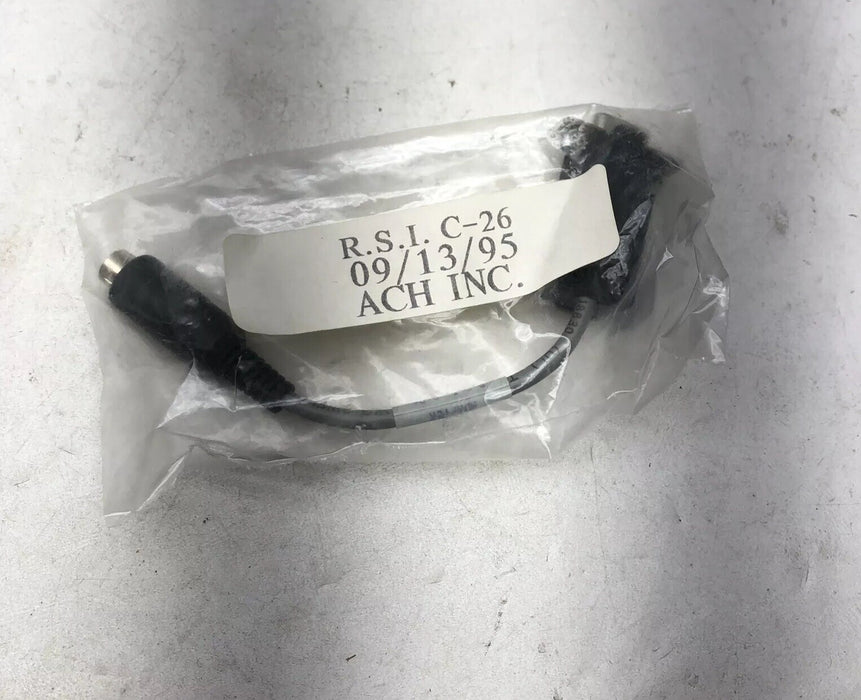 R.S.I. C-26
09/13/95
ACH INC.